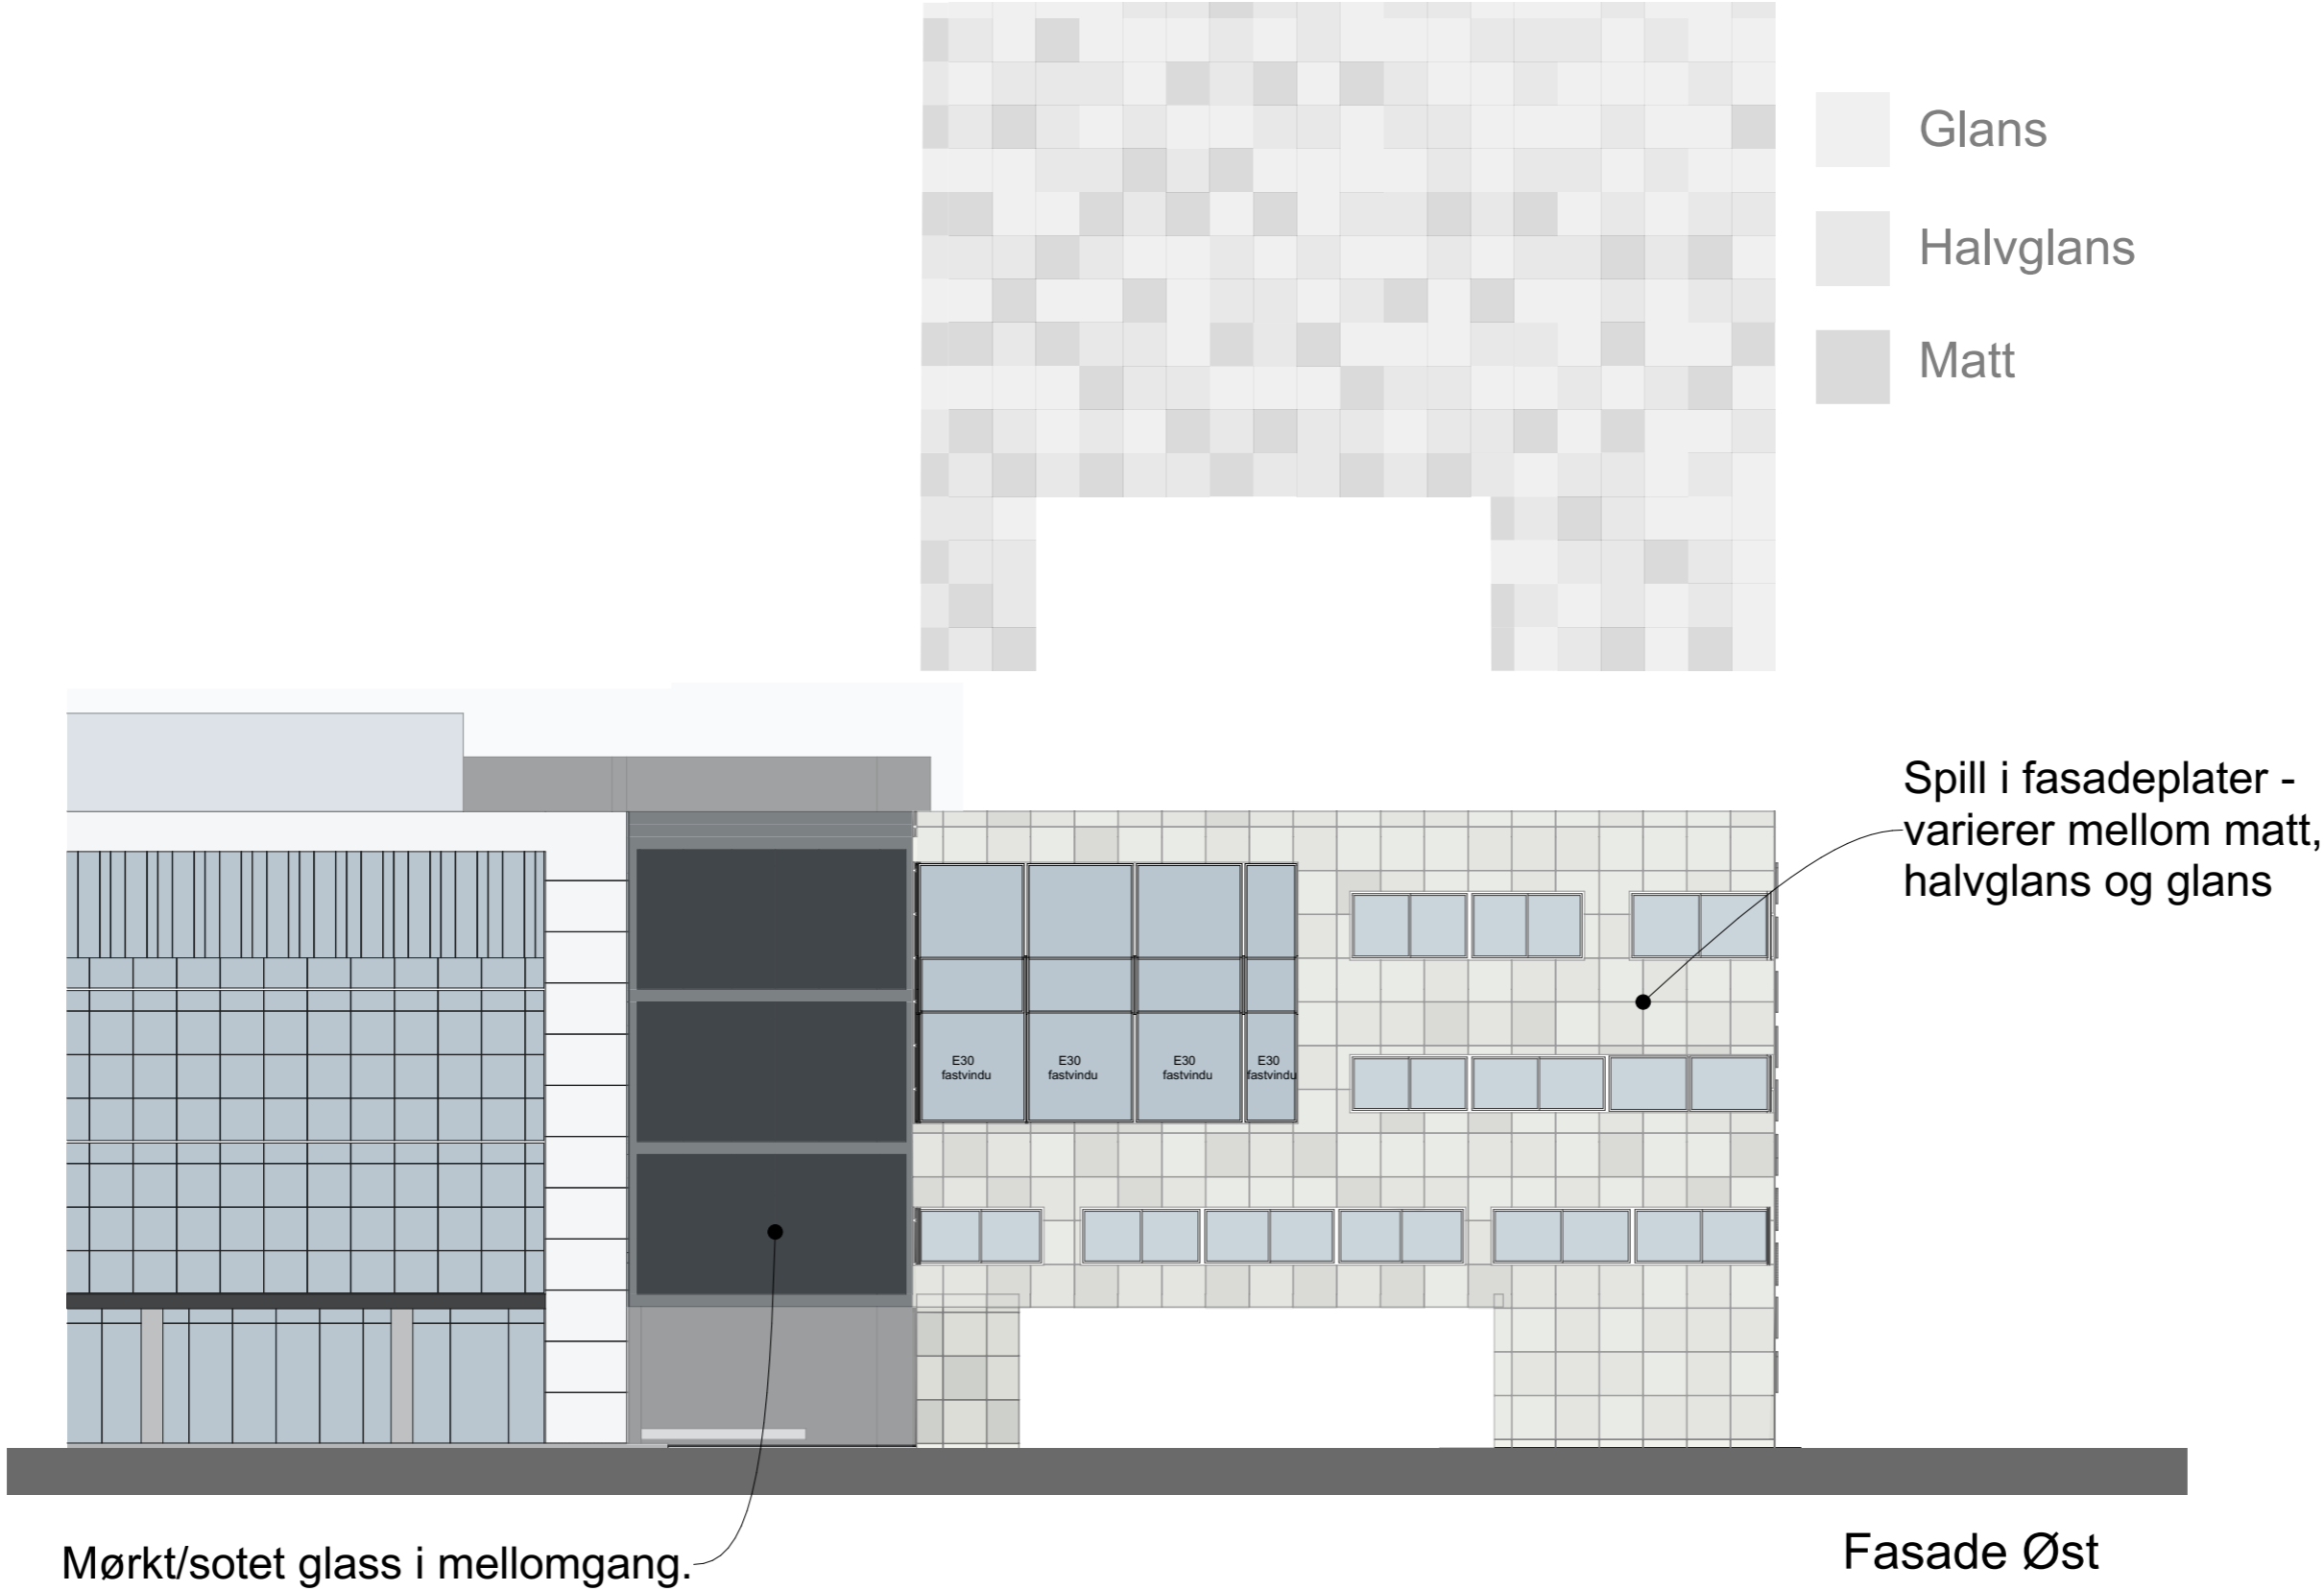 Glans
Halvglans
Matt
Spill i fasadeplater -
varierer mellom matt,
halvglans og glans
E30
fastvindu
E30
fastvindu
E30
fastvindu
E30
fastvindu
Mørkt/sotet glass i mellomgang.
Fasade Øst